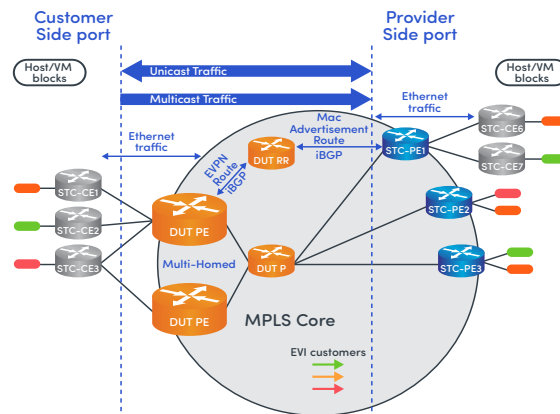 Customer
Side port
Provider
Side port
Host/VM
blocks
Host/VM
blocks
Unicast Traffic
Multicast Traffic
Ethernet
traffic
Ethernet
traffic
Mac
Advertisement
Route
iBGP
EVPN
Route
iBGP
DUT RR
STC-PE1
STC-CE6
STC-CE7
STC-CE1
STC-CE2
STC-CE3
DUT PE
STC-PE2
Multi-Homed
DUT P
STC-PE3
DUT PE
MPLS Core
EVI customers